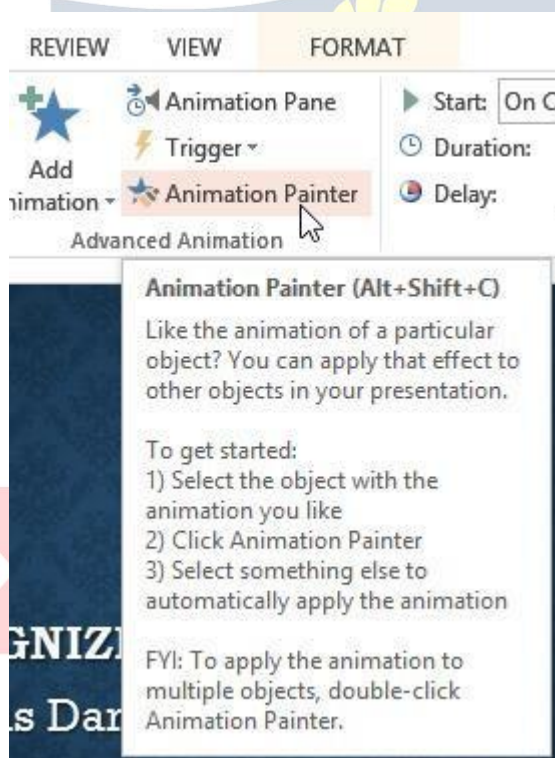 REVIEW VIEW FORMAT
Animation Pane
Start: On C
Trigger
Duration:
Add
nimation
Animation Painter
Delay:
Advanced Animation
Animation Painter (Alt+Shift+C)
Like the animation of a particular
object? You can apply that effect to
other objects in your presentation.
To get started:
1) Select the object with the
animation you like
2) Click Animation Painter
3) Select something else to
automatically apply the animation
FYI: To apply the animation to
multiple objects, double-click
Animation Painter.
GNIZI
s Dar